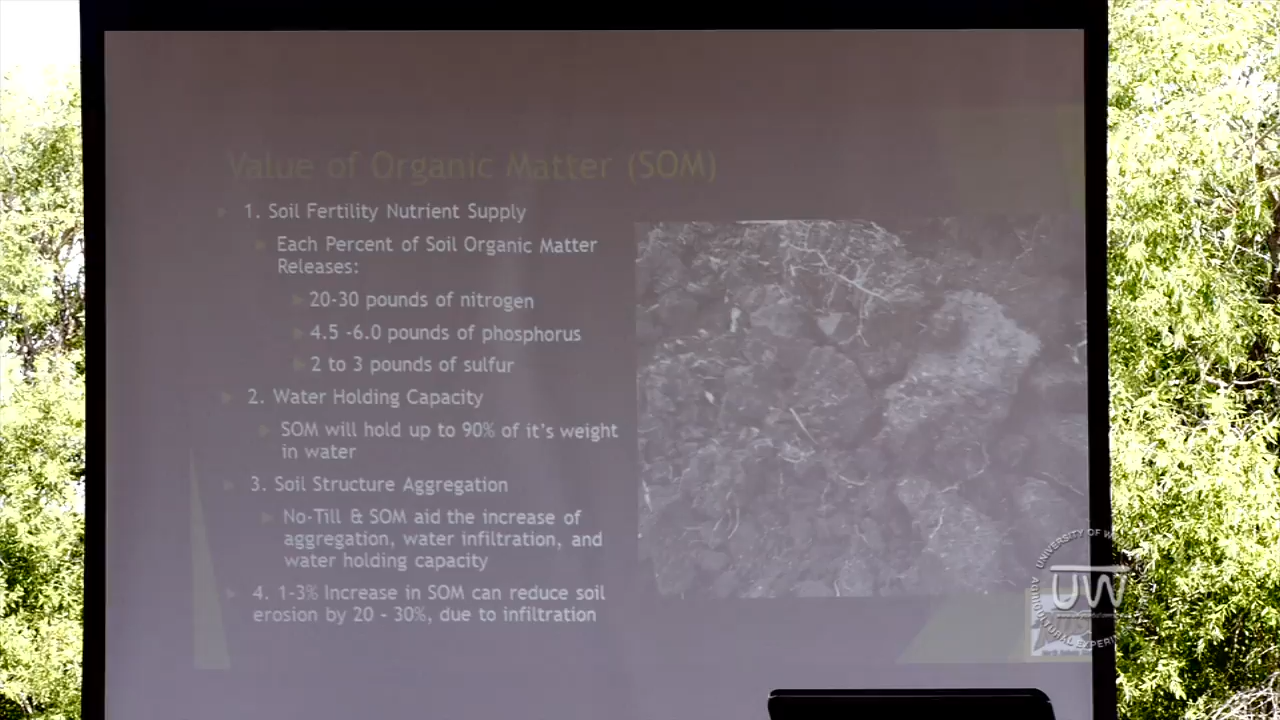 Value of Organic Matter (SOM)
1. Soil Fertility Nutrient Supply
Each Percent of Soil Organic Matter
Releases:
20-30 pounds of nitrogen
4.5 -6.0 pounds of phosphorus
2 to 3 pounds of sulfur
2. Water Holding Capacity
SOM will hold up to 90% of it's weight
in water
3. Soil Structure Aggregation
No-Till & SOM aid the increase of
aggregation, water infiltration, and
water holding capacity
4. 1-3% Increase in SOM can reduce soil
erosion by 20 - 30%, due to infiltration
UNIVERSITY OF
UW
AGRICULTURAL